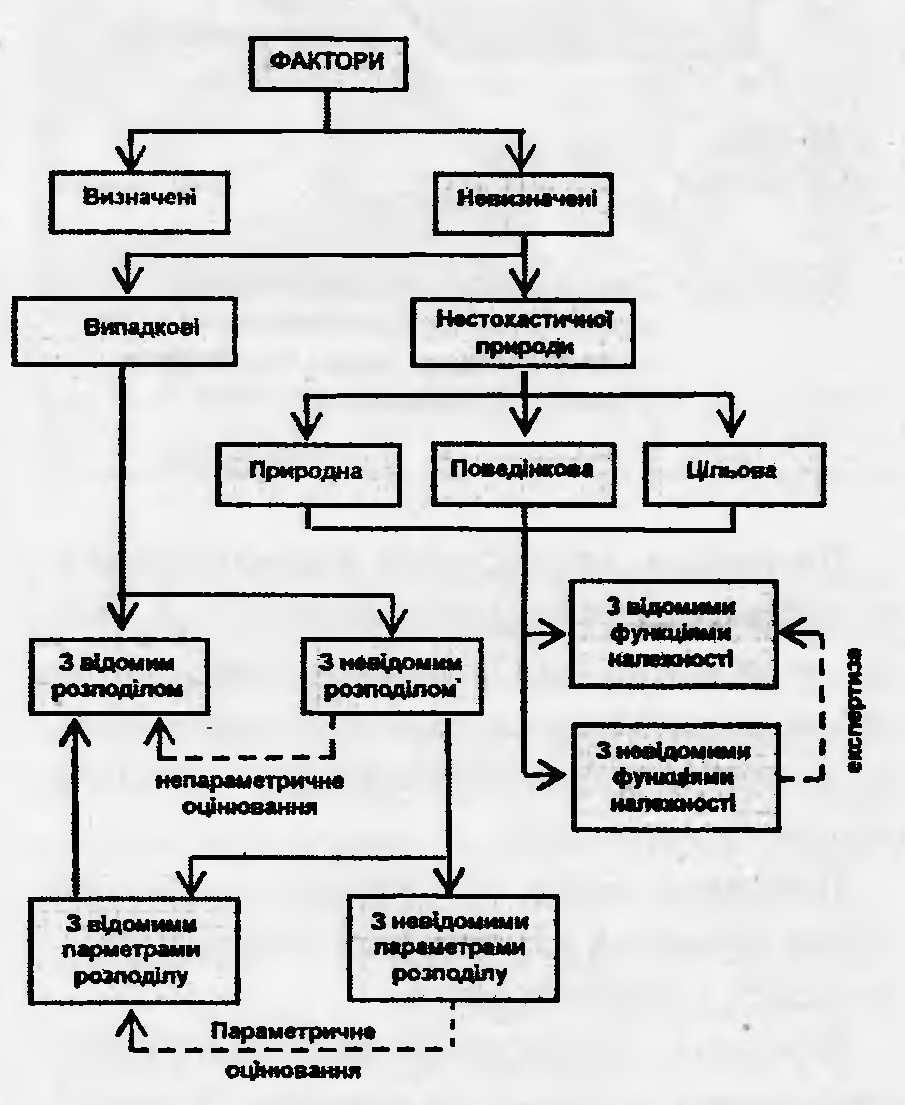 ФАКТОРИ
Визначені
Невизначені
Випадкові
Нестохастичної
природи
Природна
Поведінкова
Цільова
З відомими
функціями
належності
З відомим
розподілом
З невідомим
розподілом
експертиза
непараметричне
оцінювання
З невідомими
функціями
належності
З відомими
парметрами
розподілу
З невідомими
параметрами
розподілу
Параметричне
оцінювання